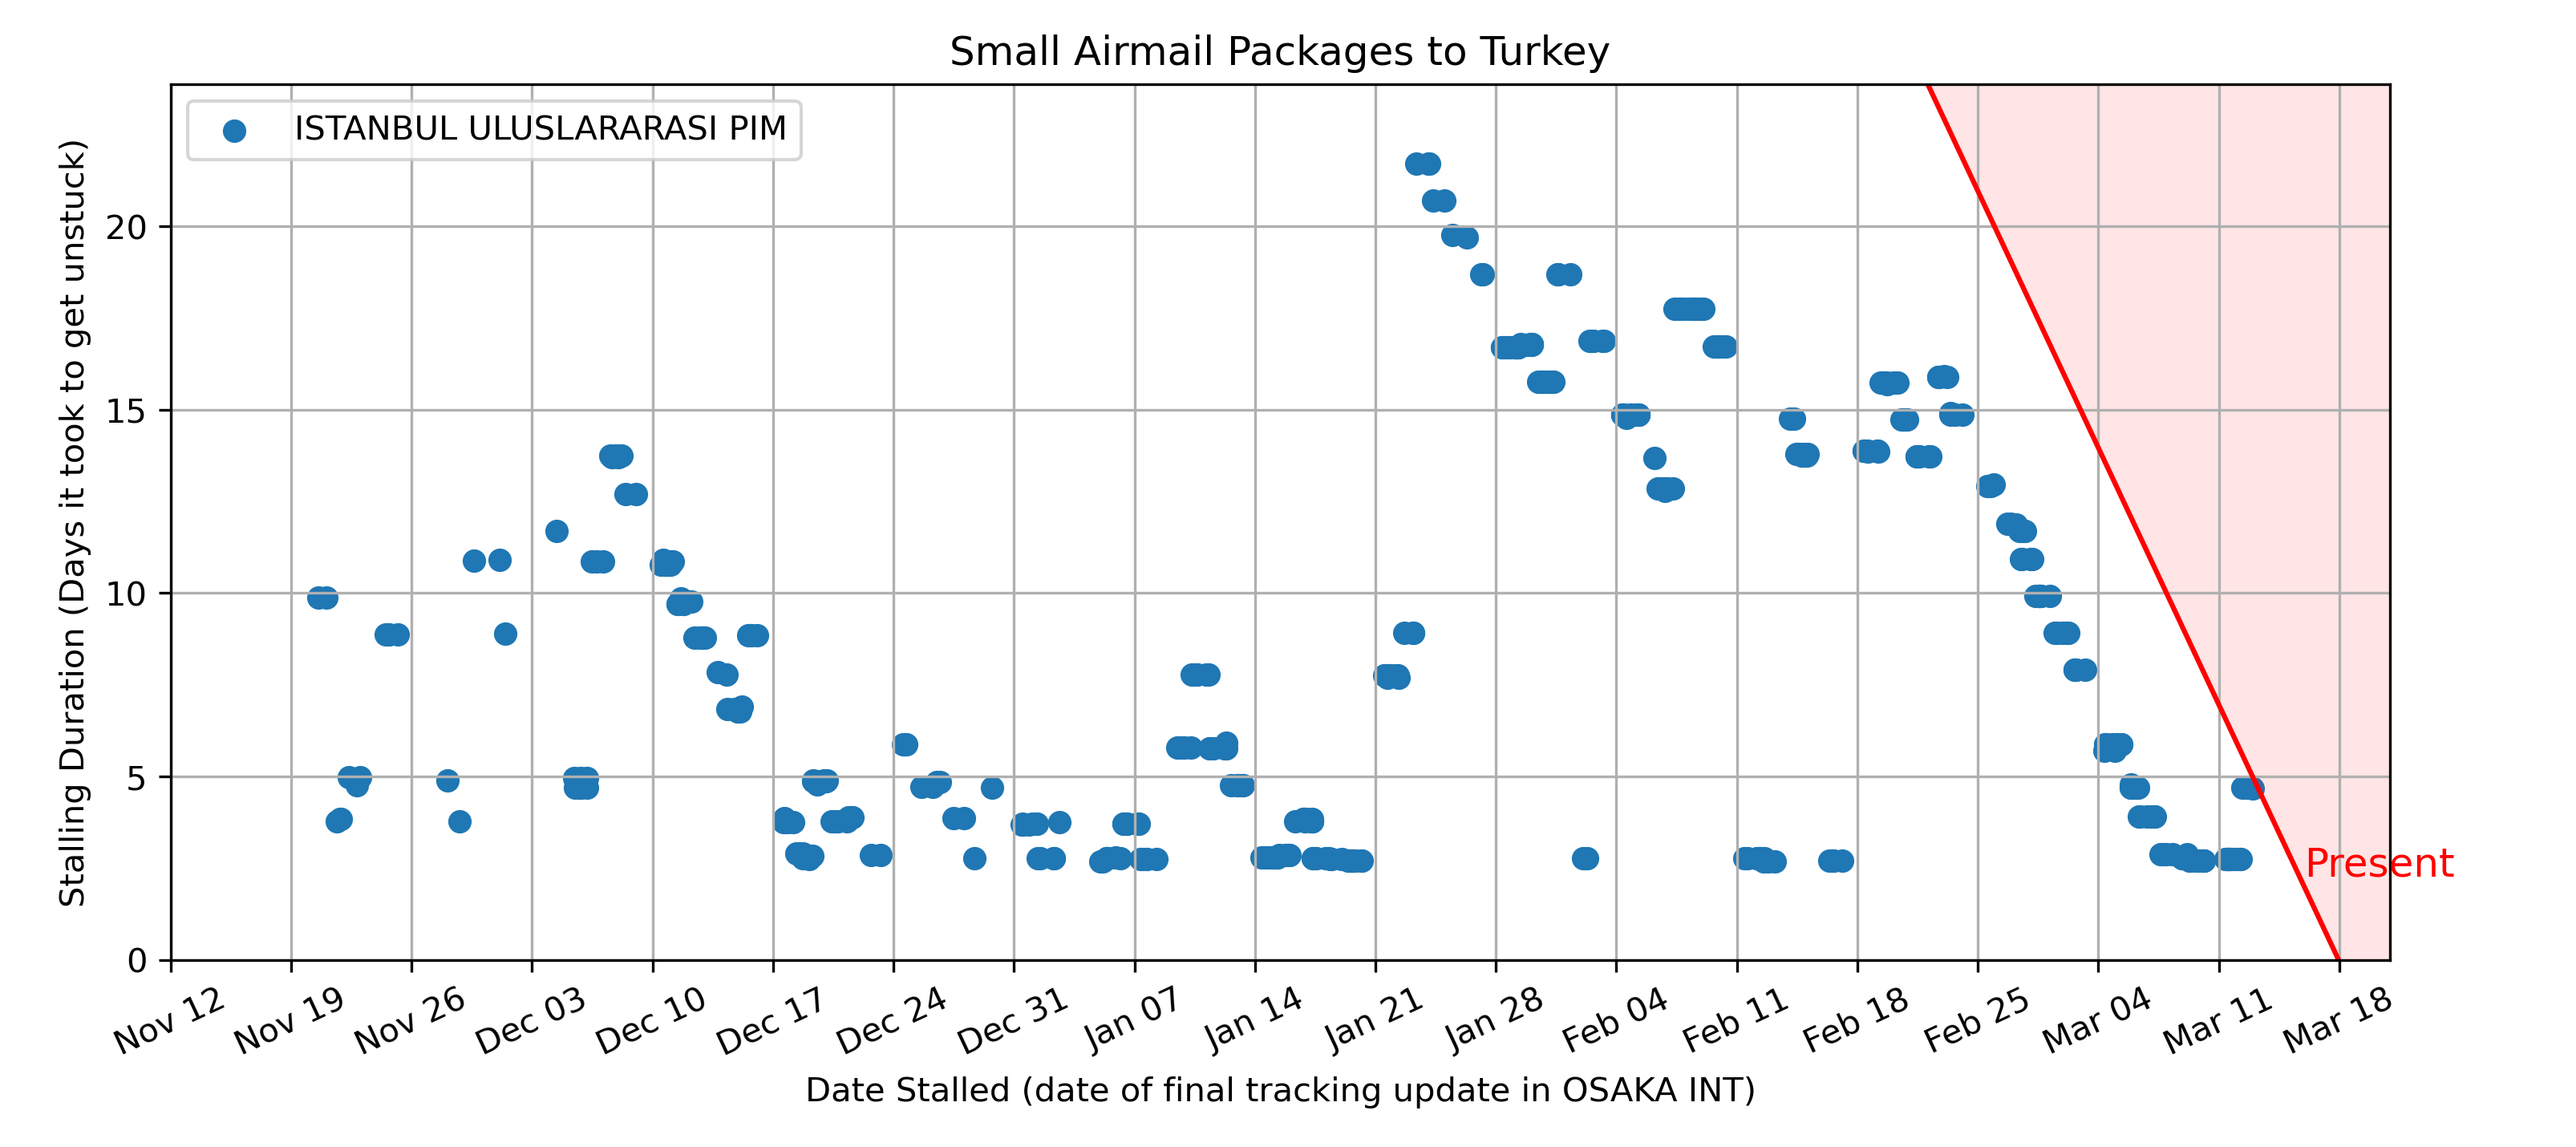 Small Airmail Packages to Turkey
ISTANBUL ULUSLARARASI PIM
Stalling Duration (Days it took to get unstuck)
20
15
10
5
0
Present
Nov 12
Nov 19
Nov 26
Dec 03
Dec 10
Dec 17
Dec 24
Dec 31
Jan 07
Jan 14
Jan 21
Jan 28
Feb 04
Feb 11
Feb 18
Feb 25
Mar 04
Mar 11
Mar 18
Date Stalled (date of final tracking update in OSAKA INT)